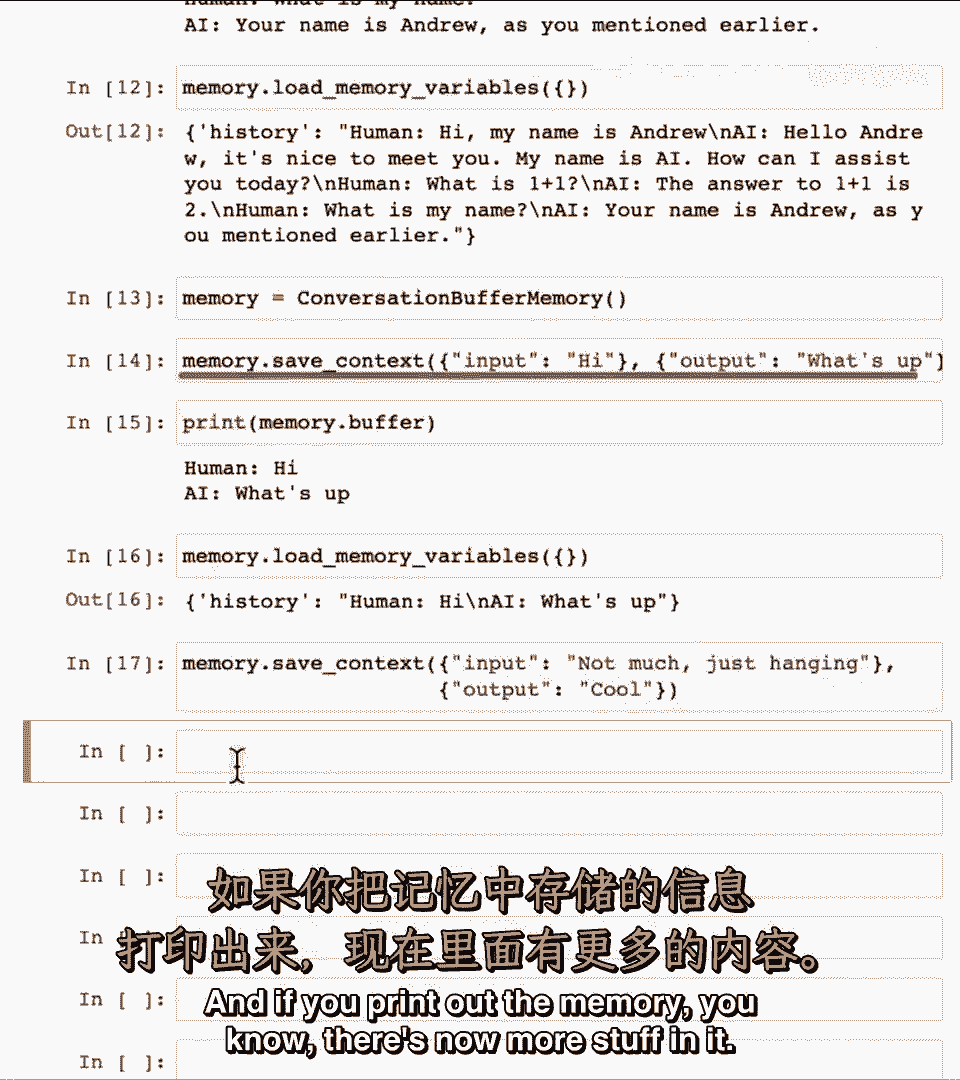 Human: What is my name?
AI: Your name is Andrew, as you mentioned earlier.
In [12]: memory.load_memory_variables({})
Out[12]: {'history': "Human: Hi, my name is Andrew\nAI: Hello Andre
w, it's nice to meet you. My name is AI. How can I assist
you today?\nHuman: What is 1+1?\nAI: The answer to 1+1 is
2.\nHuman: What is my name?\nAI: Your name is Andrew, as y
ou mentioned earlier."}
In [13]: memory = ConversationBufferMemory()
In [14]: memory.save_context({"input": "Hi"}, {"output": "What's up"}
In [15]: print(memory.buffer)
Human: Hi
AI: What's up
In [16]: memory.load_memory_variables({})
Out[16]: {'history': "Human: Hi\nAI: What's up"}
In [17]: memory.save_context({"input": "Not much, just hanging"},
{"output": "Cool"})
In [ ]:
In [ ]:
In [ ]:
如果你把记忆中存储的信息
In
打印出来，现在里面有更多的内容。
In [ ]:
And if you print out the memory, you
know, there's now more stuff in it.
In [ ]: